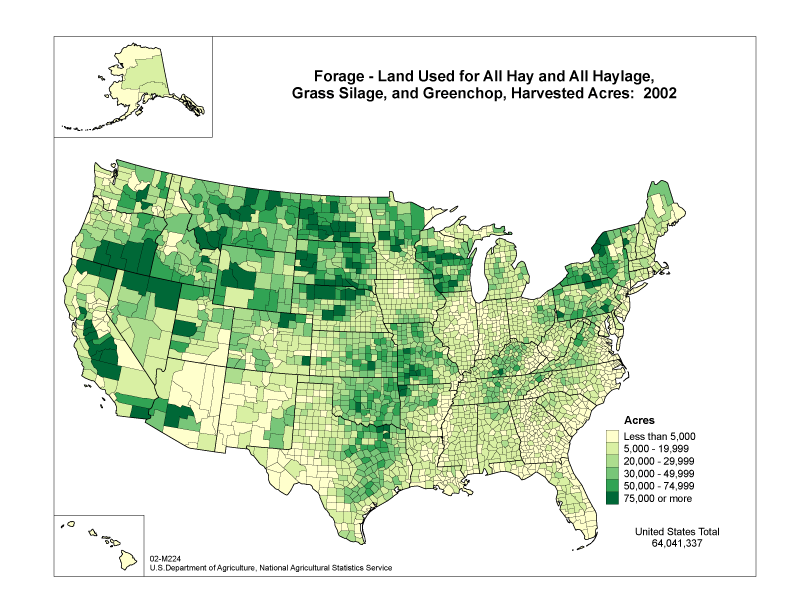 Forage - Land Used for All Hay and All Haylage,
Grass Silage, and Greenchop, Harvested Acres:  2002
Acres
Less than 5,000
5,000 - 19,999
20,000 - 29,999
30,000 - 49,999
50,000 - 74,999
75,000 or more
United States Total
64,041,337
02-M224
U.S.Department of Agriculture, National Agricultural Statistics Service